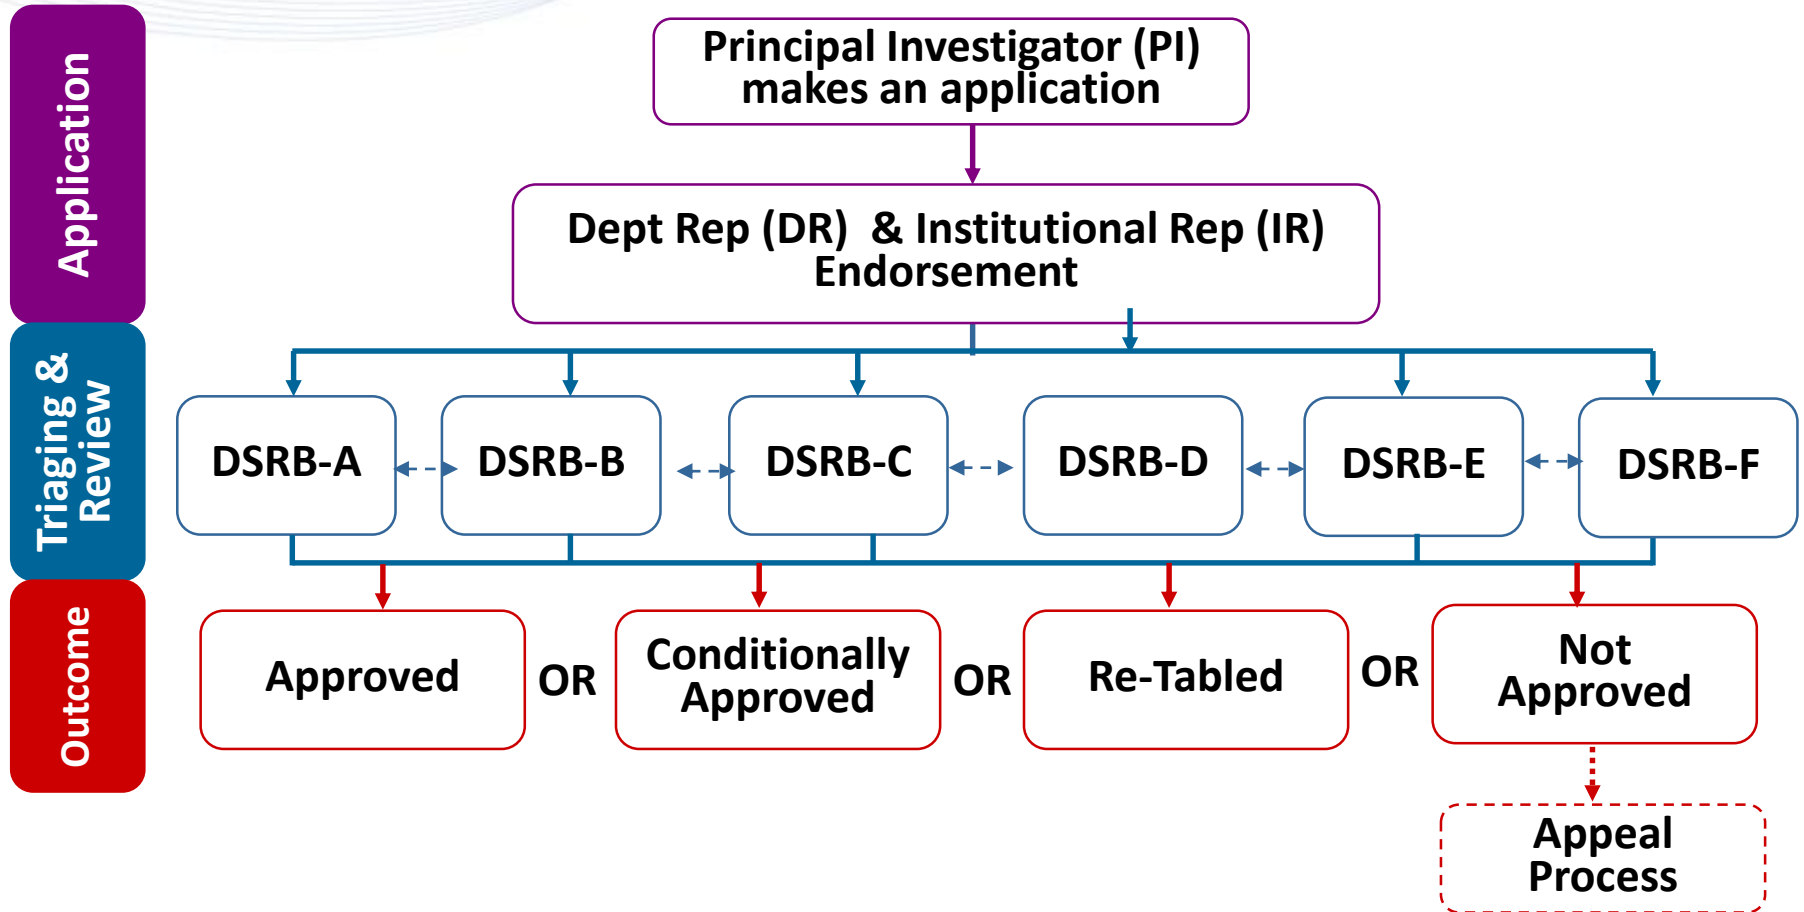 Application
Principal Investigator (PI)
makes an application
Dept Rep (DR) & Institutional Rep (IR)
Endorsement
Triaging &
Review
DSRB-A
DSRB-B
DSRB-C
DSRB-D
DSRB-E
DSRB-F
Outcome
Approved
OR
Conditionally
Approved
OR
Re-Tabled
OR
Not
Approved
Appeal
Process